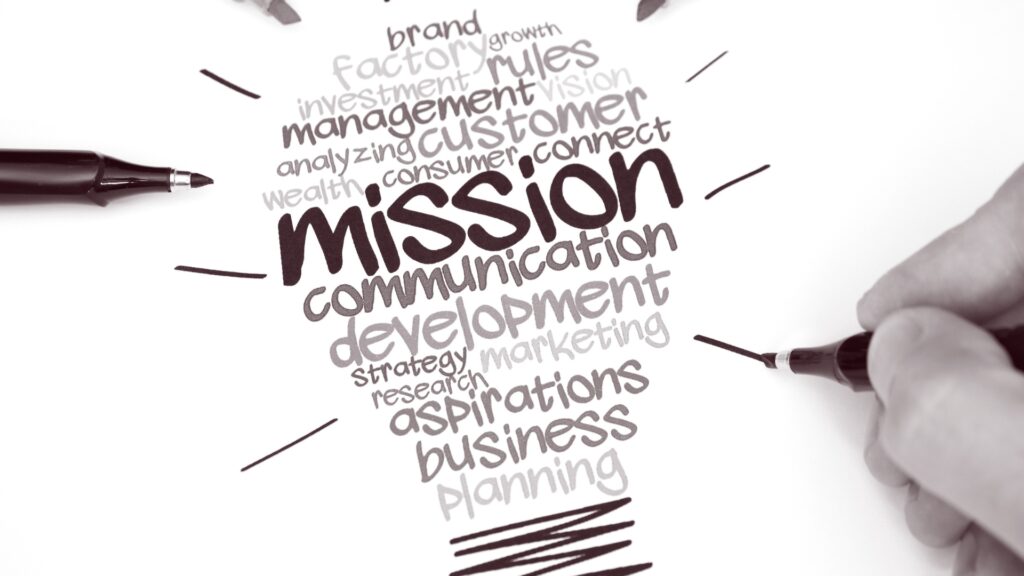 brand
factory growth
investment rules
management vision
analyzing customer
wealth consumer connect
mission
communication
development
strategy marketing
research
aspirations
business
planning